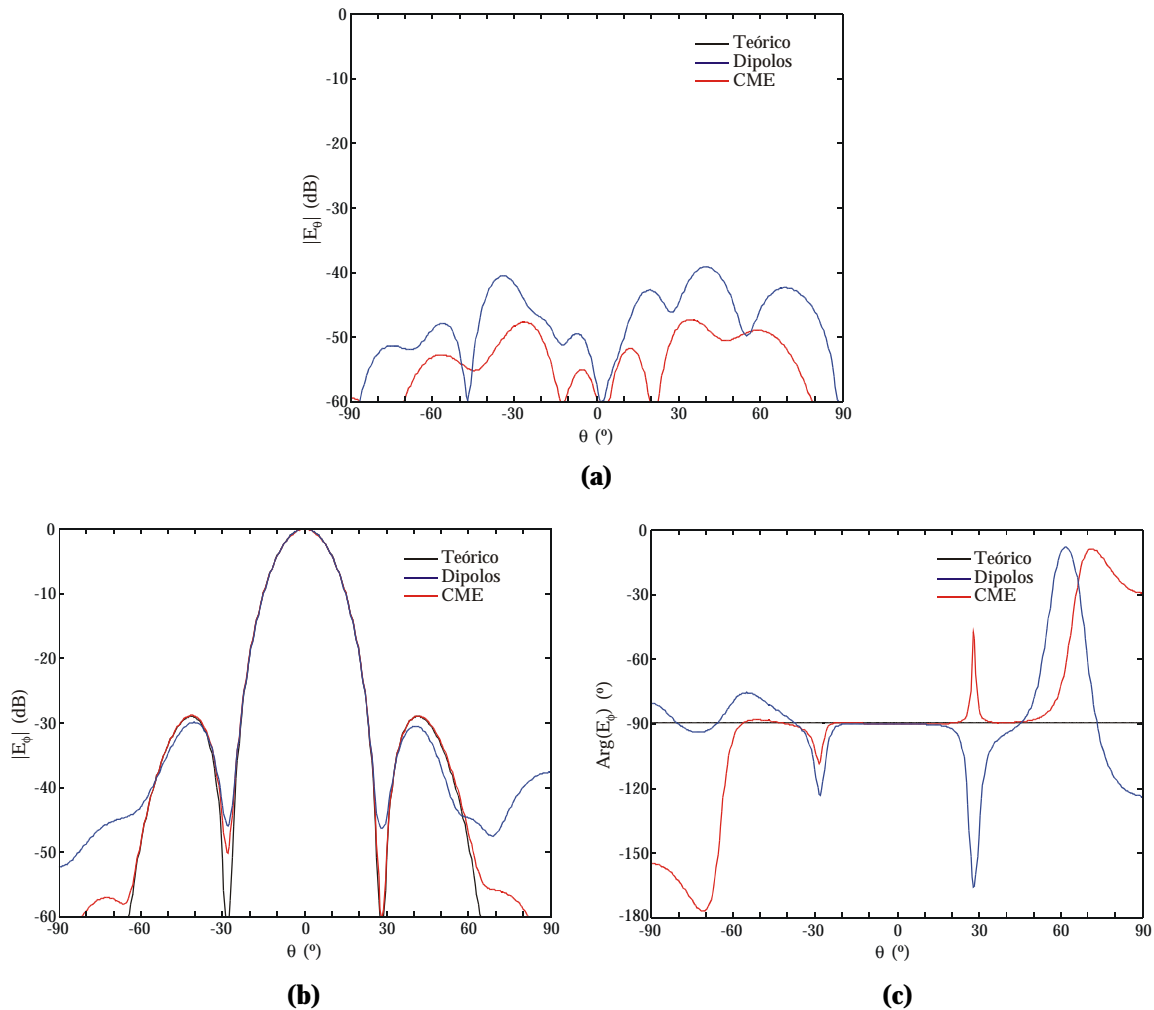 0
-10
-20
-30
-40
-50
-60
|E_θ| (dB)
Teórico
Dipolos
CME
-90 -60 -30 0 30 60 90
θ (º)
(a)
0
-10
-20
-30
-40
-50
-60
|E_ϕ| (dB)
Teórico
Dipolos
CME
-90 -60 -30 0 30 60 90
θ (º)
(b)
0
-30
-60
-90
-120
-150
-180
Arg(E_ϕ) (º)
Teórico
Dipolos
CME
-90 -60 -30 0 30 60 90
θ (º)
(c)